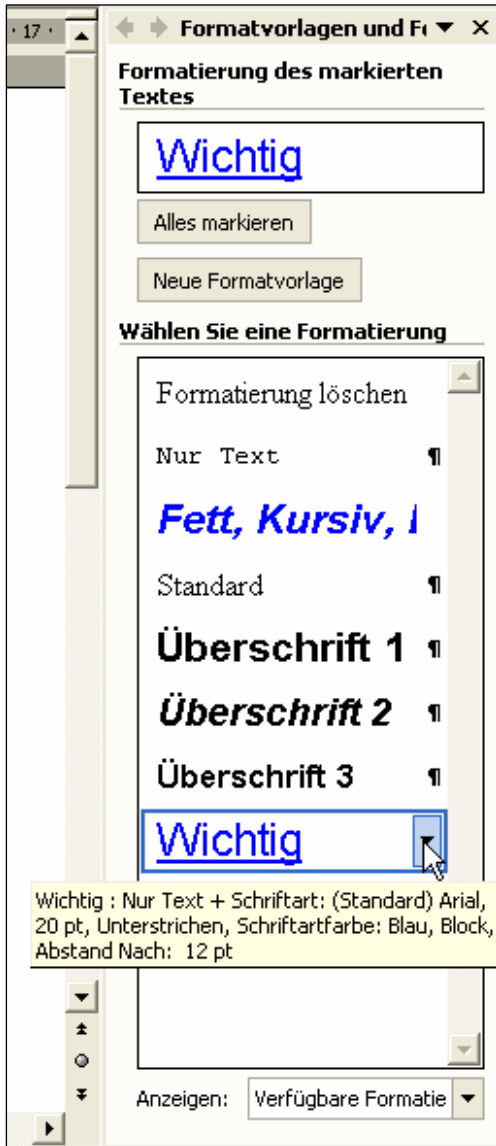 · 17 ·
Formatvorlagen und Fo
Formatierung des markierten
Textes
Wichtig
Alles markieren
Neue Formatvorlage
Wählen Sie eine Formatierung
Formatierung löschen
Nur Text ¶
Fett, Kursiv,
Standard ¶
Überschrift 1 ¶
Überschrift 2 ¶
Überschrift 3 ¶
Wichtig
Wichtig : Nur Text + Schriftart: (Standard) Arial,
20 pt, Unterstrichen, Schriftartfarbe: Blau, Block,
Abstand Nach: 12 pt
Anzeigen: Verfügbare Formatie